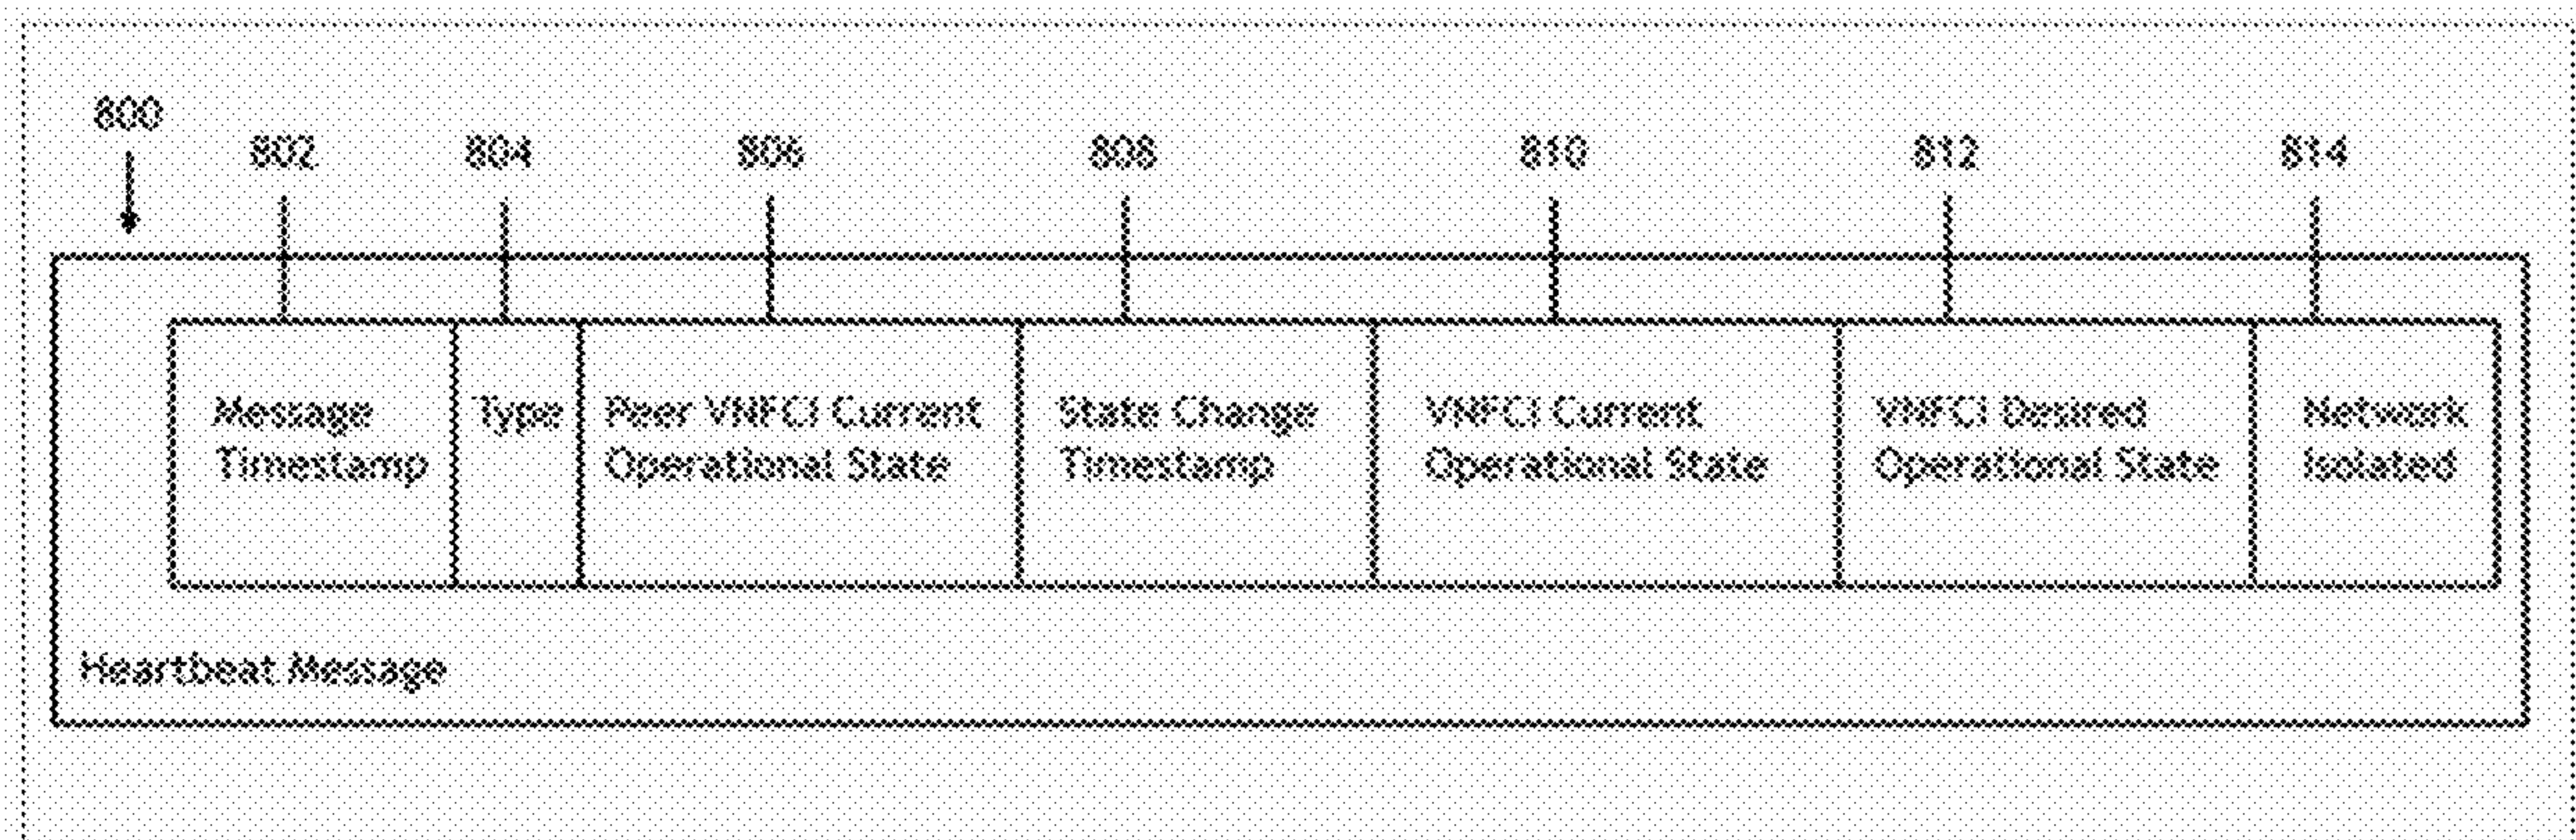 800
802
804
806
808
810
812
814
Message
Timestamp
Type
Peer VNFCI Current
Operational State
State Change
Timestamp
VNFCI Current
Operational State
VNFCI Desired
Operational State
Network
Isolated
Heartbeat Message